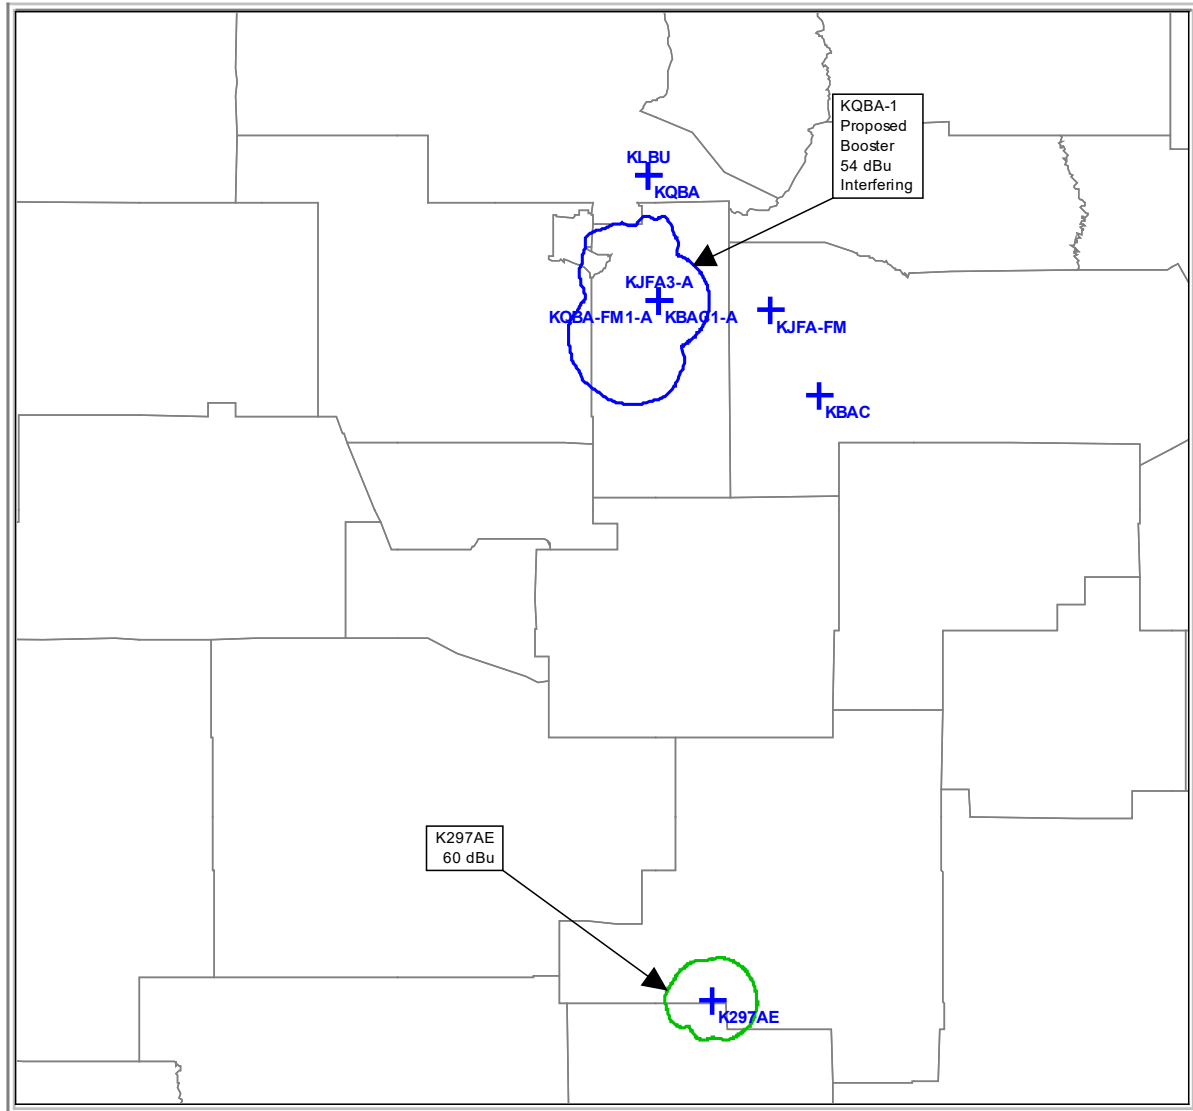 KQBA-1
Proposed
Booster
54 dBu
Interfering
KLBU
KQBA
KJFA3-A
KQBA-FM1-A
KBAC1-A
KJFA-FM
KBAC
K297AE
60 dBu
K297AE